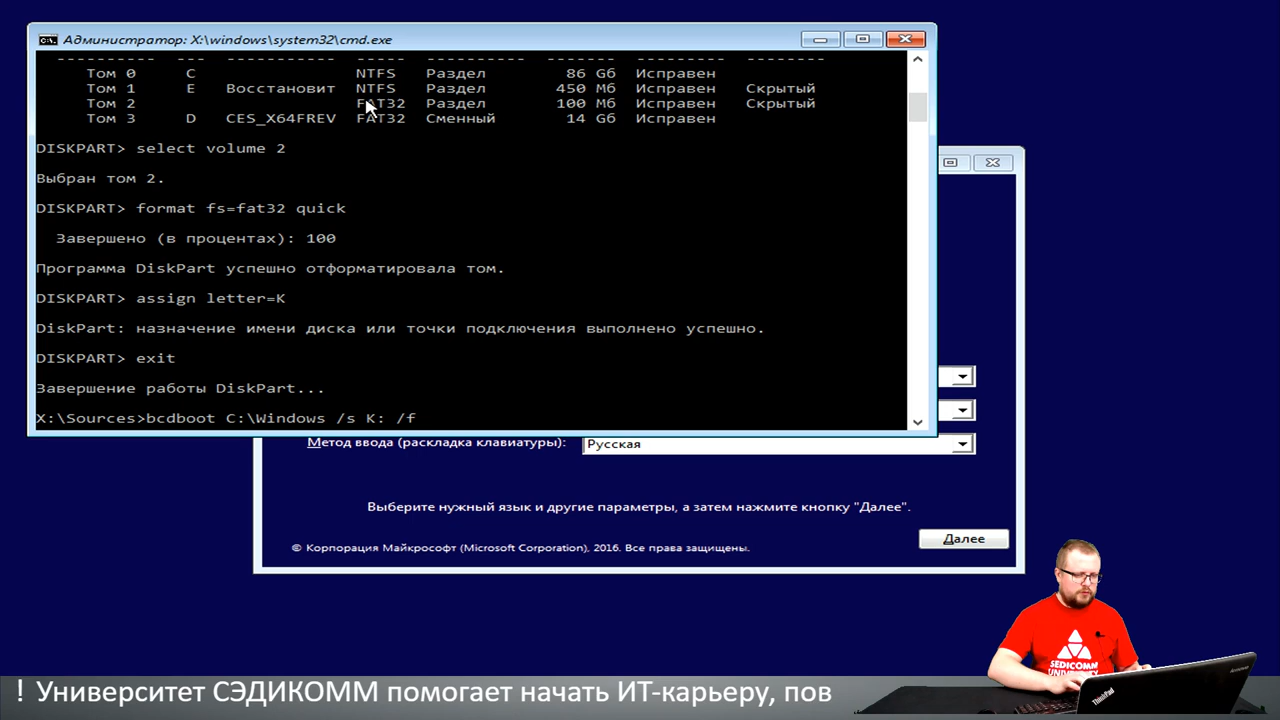 Администратор: X:\windows\system32\cmd.exe
----------- --- ----------- ----- ---------- ------- --------- --------
Том 0 C NTFS Раздел 86 Gб Исправен
Том 1 E Восстановит NTFS Раздел 450 Mб Исправен Скрытый
Том 2 FAT32 Раздел 100 Mб Исправен Скрытый
Том 3 D CES_X64FREV FAT32 Сменный 14 Gб Исправен
DISKPART> select volume 2
Выбран том 2.
DISKPART> format fs=fat32 quick
Завершено (в процентах): 100
Программа DiskPart успешно отформатировала том.
DISKPART> assign letter=K
DiskPart: назначение имени диска или точки подключения выполнено успешно.
DISKPART> exit
Завершение работы DiskPart...
X:\Sources>bcdboot C:\Windows /s K: /f
Метод ввода (раскладка клавиатуры): Русская
Выберите нужный язык и другие параметры, а затем нажмите кнопку "Далее".
© Корпорация Майкрософт (Microsoft Corporation), 2016. Все права защищены.
Далее
SEDICOMM
UNIVERSITY
ThinkPad
! Университет СЭДИКОММ помогает начать ИТ-карьеру, пов